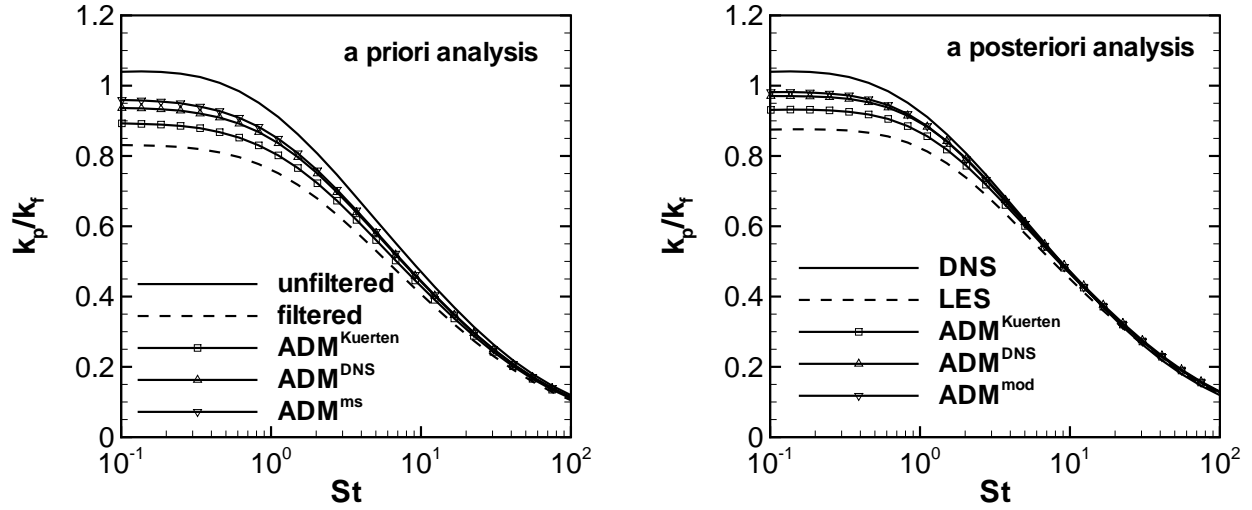 a priori analysis
k_p/k_f
1.2
1
0.8
0.6
0.4
0.2
0
unfiltered
filtered
ADM^Kuerten
ADM^DNS
ADM^ms
10^-1 10^0 10^1 10^2
St
a posteriori analysis
k_p/k_f
1.2
1
0.8
0.6
0.4
0.2
0
DNS
LES
ADM^Kuerten
ADM^DNS
ADM^mod
10^-1 10^0 10^1 10^2
St